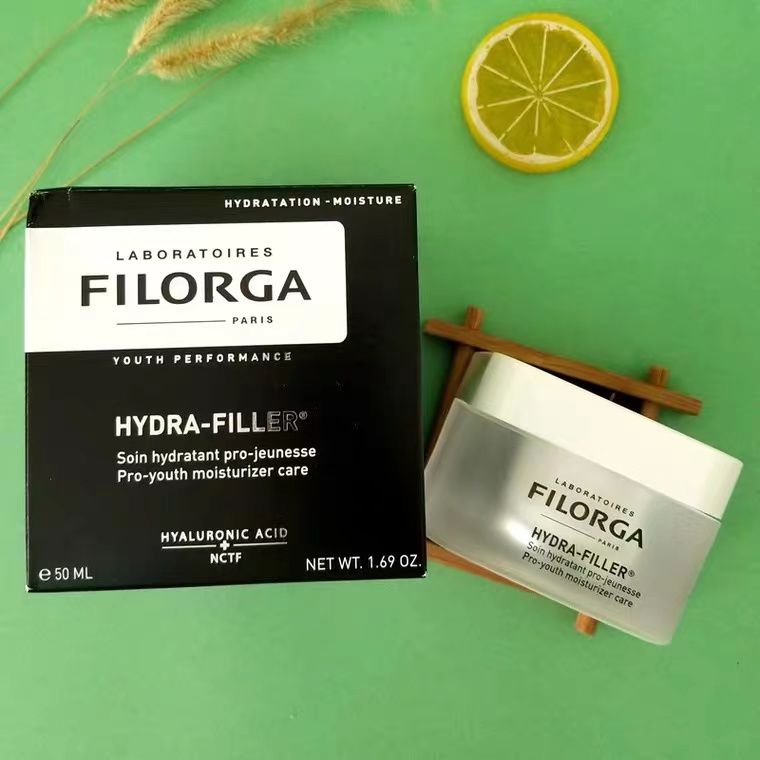 HYDRATATION - MOISTURE
LABORATOIRES
FILORGA
PARIS
YOUTH PERFORMANCE
HYDRA-FILLER®
Soin hydratant pro-jeunesse
Pro-youth moisturizer care
HYALURONIC ACID
+
NCTF
℮ 50 ML
NET WT. 1.69 OZ.
LABORATOIRES
FILORGA
PARIS
HYDRA-FILLER®
Soin hydratant pro-jeunesse
Pro-youth moisturizer care